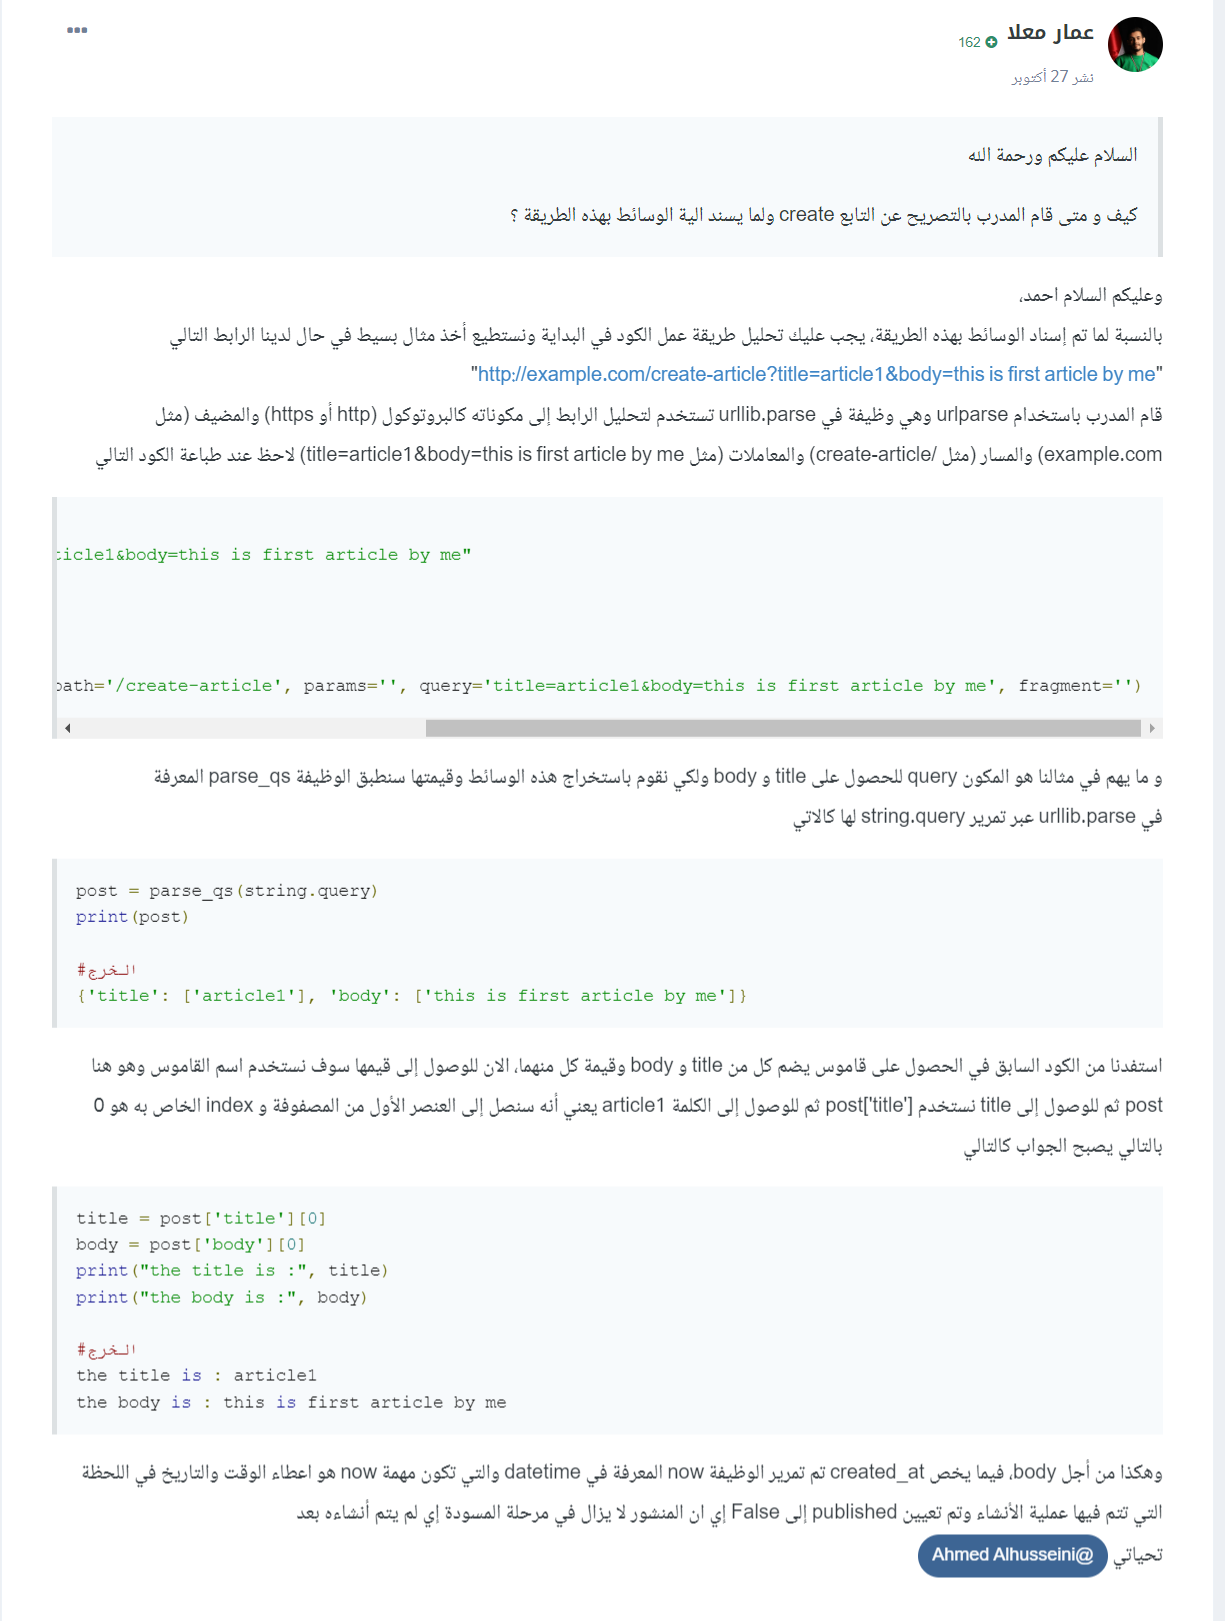 عمار معلا
162
نشر 27 أكتوبر
السلام عليكم ورحمة الله
كيف و متى قام المدرب بالتصريح عن التابع create ولما يسند الية الوسائط بهذه الطريقة ؟
وعليكم السلام احمد،
بالنسبة لما تم إسناد الوسائط بهذه الطريقة، يجب عليك تحليل طريقة عمل الكود في البداية ونستطيع أخذ مثال بسيط في حال لدينا الرابط التالي
"http://example.com/create-article?title=article1&body=this is first article by me"
قام المدرب باستخدام urlparse وهي وظيفة في urllib.parse تستخدم لتحليل الرابط إلى مكوناته كالبروتوكول (http أو https) والمضيف (مثل
example.com) والمسار (مثل /create-article) والمعاملات (مثل title=article1&body=this is first article by me) لاحظ عند طباعة الكود التالي
ticle1&body=this is first article by me"
path='/create-article', params='', query='title=article1&body=this is first article by me', fragment='')
و ما يهم في مثالنا هو المكون query للحصول على title و body ولكي نقوم باستخراج هذه الوسائط وقيمتها سنطبق الوظيفة parse_qs المعرفة
في urllib.parse عبر تمرير string.query لها كالاتي
post = parse_qs(string.query)
print(post)
#الخرج
{'title': ['article1'], 'body': ['this is first article by me']}
استفدنا من الكود السابق في الحصول على قاموس يضم كل من title و body وقيمة كل منهما، الان للوصول إلى قيمها سوف نستخدم اسم القاموس وهو هنا
post ثم للوصول إلى title نستخدم post['title'] ثم للوصول إلى الكلمة article1 يعني أنه سنصل إلى العنصر الأول من المصفوفة و index الخاص به هو 0
بالتالي يصبح الجواب كالتالي
title = post['title'][0]
body = post['body'][0]
print("the title is :", title)
print("the body is :", body)
#الخرج
the title is : article1
the body is : this is first article by me
وهكذا من أجل body، فيما يخص created_at تم تمرير الوظيفة now المعرفة في datetime والتي تكون مهمة now هو اعطاء الوقت والتاريخ في اللحظة
التي تتم فيها عملية الأنشاء وتم تعيين published إلى False إي ان المنشور لا يزال في مرحلة المسودة إي لم يتم أنشاءه بعد
تحياتي @Ahmed Alhusseini